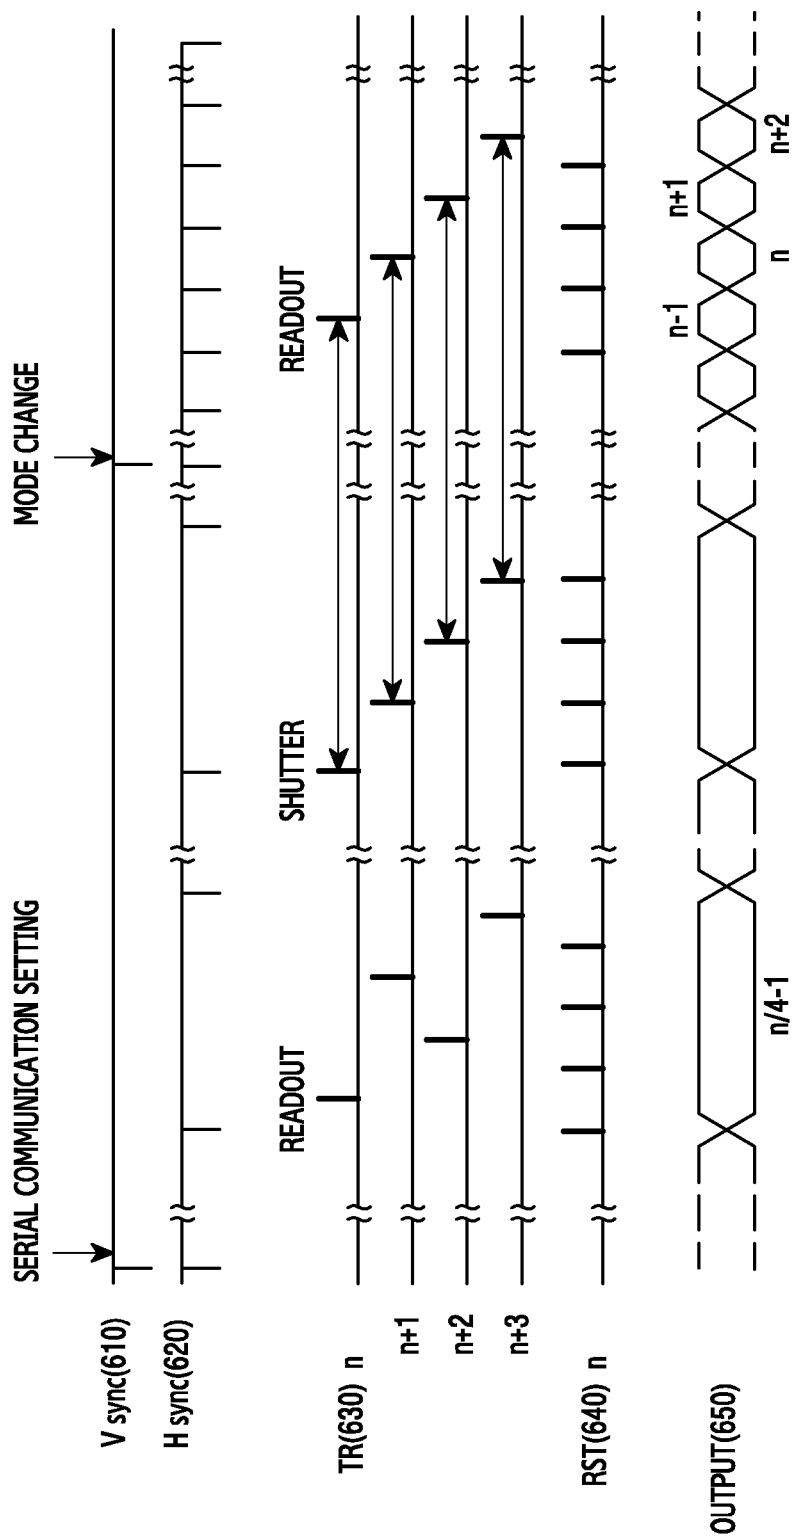 SERIAL COMMUNICATION SETTING
MODE CHANGE
V sync(610)
H sync(620)
READOUT
SHUTTER
READOUT
TR(630) n
n+1
n+2
n+3
RST(640) n
OUTPUT(650)
n-1
n+1
n/4-1
n
n+2